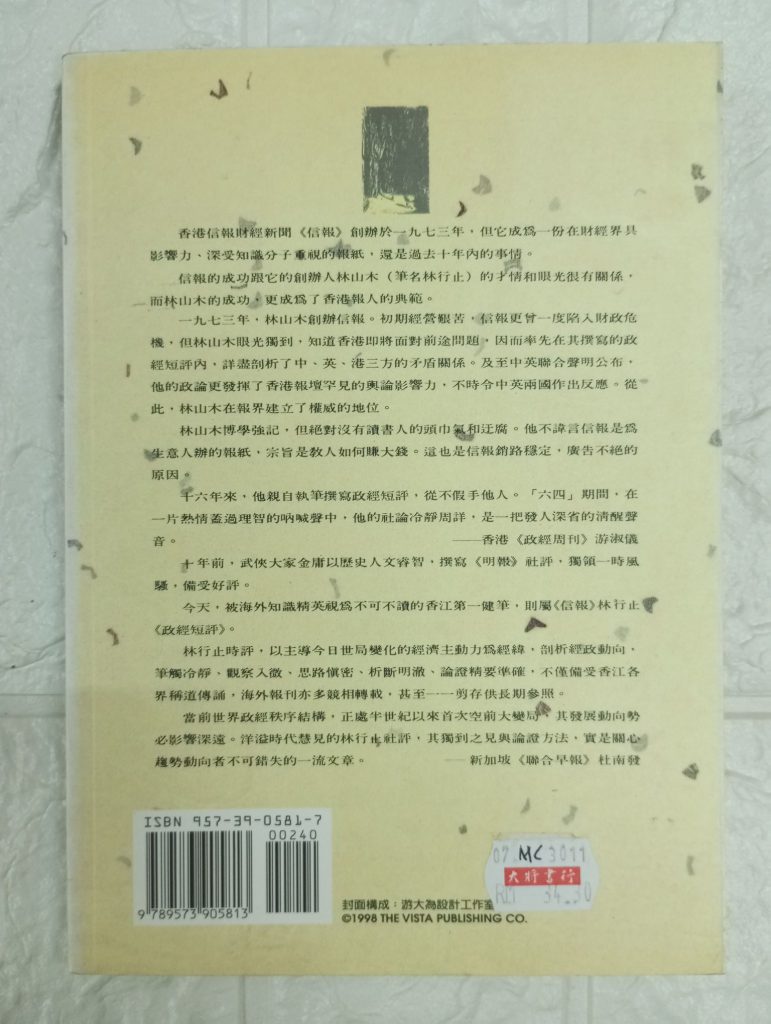 香港信報財經新聞《信報》創辦於一九七三年，但它成為一份在財經界具
影響力、深受知識分子重視的報紙，還是過去十年內的事情。
信報的成功跟它的創辦人林山木（筆名林行止）的才情和眼光很有關係，
而林山木的成功，更成為了香港報人的典範。
一九七三年，林山木創辦信報。初期經營艱苦，信報更曾一度陷入財政危
機，但林山木眼光獨到，知道香港即將面對前途問題，因而率先在其撰寫的政
經短評內，詳盡剖析了中、英、港三方的矛盾關係。及至中英聯合聲明公布，
他的政論更發揮了香港報壇罕見的輿論影響力，不時令中英兩國作出反應。從
此，林山木在報界建立了權威的地位。
林山木博學強記，但絕對沒有讀書人的頭巾氣和迂腐。他不諱言信報是為
生意人辦的報紙，宗旨是教人如何賺大錢。這也是信報銷路穩定，廣告不絕的
原因。
十六年來，他親自執筆撰寫政經短評，從不假手他人。「六四」期間，在
一片熱情蓋過理智的吶喊聲中，他的社論冷靜周詳，是一把發人深省的清醒聲
音。——香港《政經周刊》游淑儀
十年前，武俠大家金庸以歷史人文睿智，撰寫《明報》社評，獨領一時風
騷，備受好評。
今天，被海外知識精英視為不可不讀的香江第一健筆，則屬《信報》林行止
《政經短評》。
林行止時評，以主導今日世局變化的經濟主動力為經緯，剖析經政動向，
筆觸冷靜、觀察入微、思路慎密、析斷明澈、論證精要準確，不僅備受香江各
界稱道傳誦，海外報刊亦多競相轉載，甚至一一剪存供長期參照。
當前世界政經秩序結構，正處半世紀以來首次空前大變局，其發展動向勢
必影響深遠。洋溢時代慧見的林行止社評，其獨到之見與論證方法，實是關心
趨勢動向者不可錯失的一流文章。——新加坡《聯合早報》杜南發
ISBN 957-39-0581-7
00240
9 789573 905813
07 MC 3011
大將書行
RM 34.30
封面構成：游大為設計工作室
©1998 THE VISTA PUBLISHING CO.